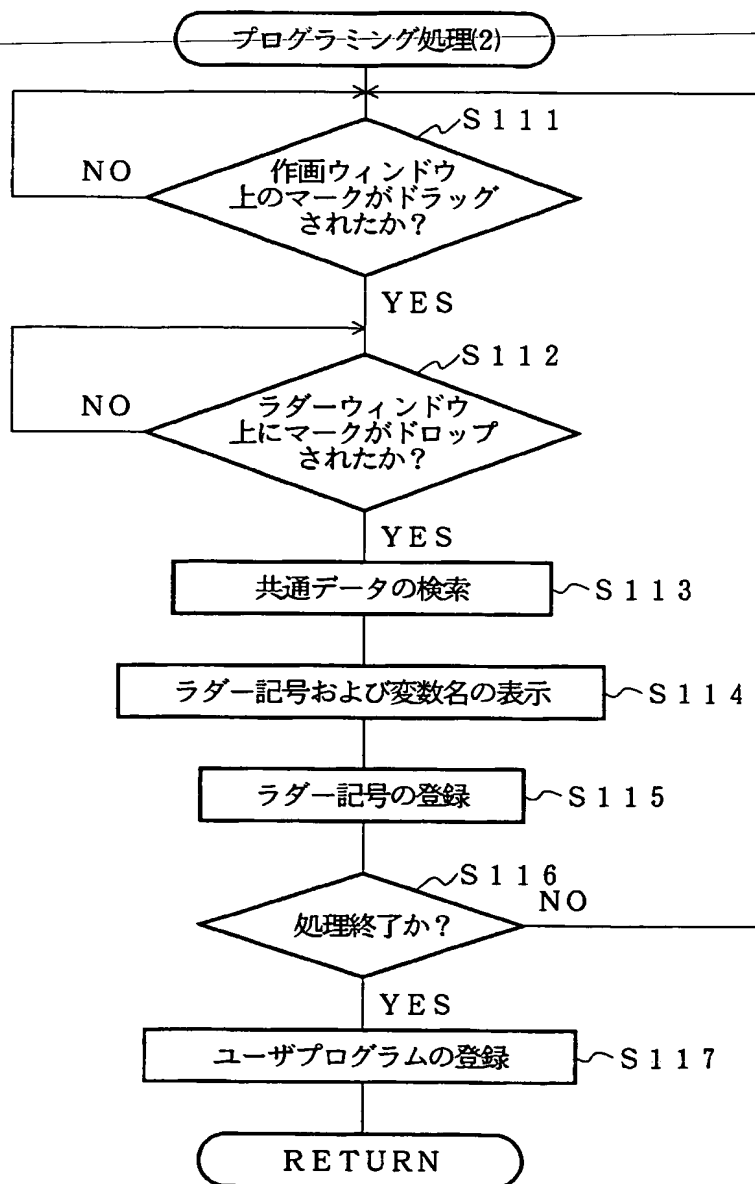 プログラミング処理(2)
S111
NO
作画ウィンドウ
上のマークがドラッグ
されたか?
YES
S112
NO
ラダーウィンドウ
上にマークがドロップ
されたか?
YES
共通データの検索
S113
ラダー記号および変数名の表示
S114
ラダー記号の登録
S115
S116
処理終了か?
NO
YES
ユーザプログラムの登録
S117
RETURN